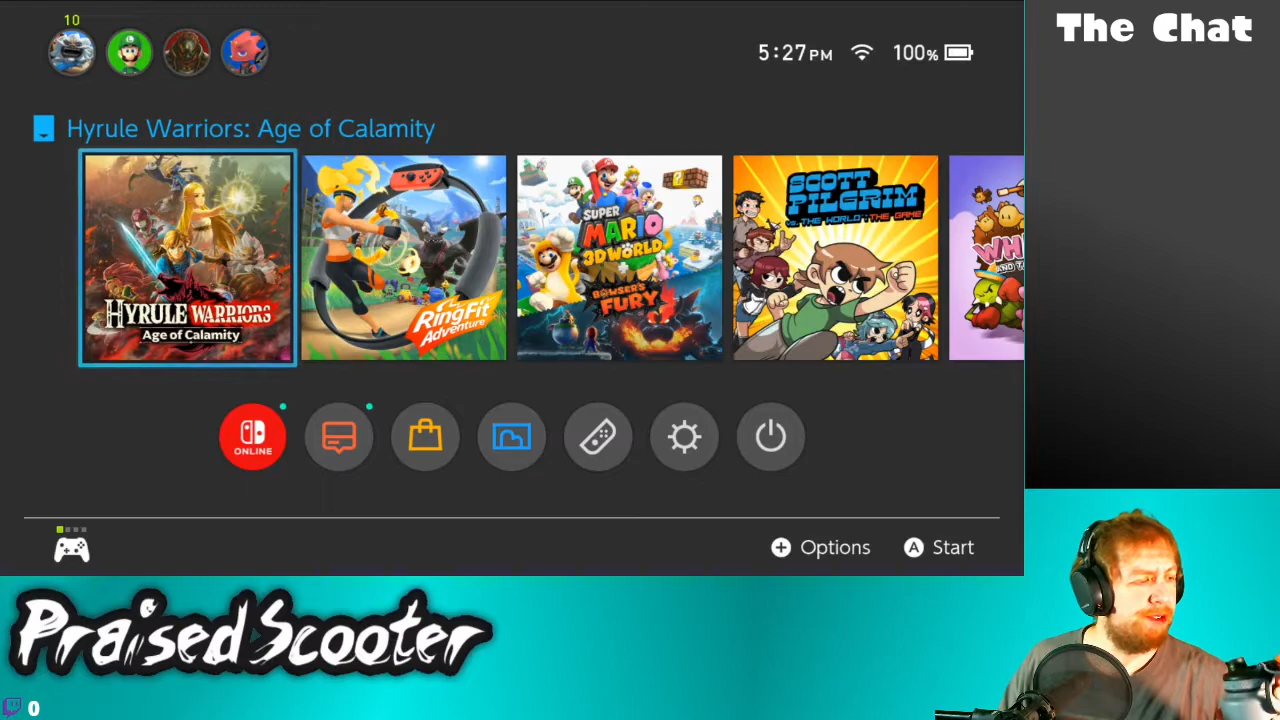 10
5:27PM
100%
The Chat
Hyrule Warriors: Age of Calamity
HYRULE WARRIORS
Age of Calamity
RingFit
Adventure
SUPER
MARIO
3D WORLD
BOWSER'S
FURY
SCOTT
PILGRIM
VS. THE WORLD: THE GAME
ONLINE
Options
A
Start
PraisedScooter
0